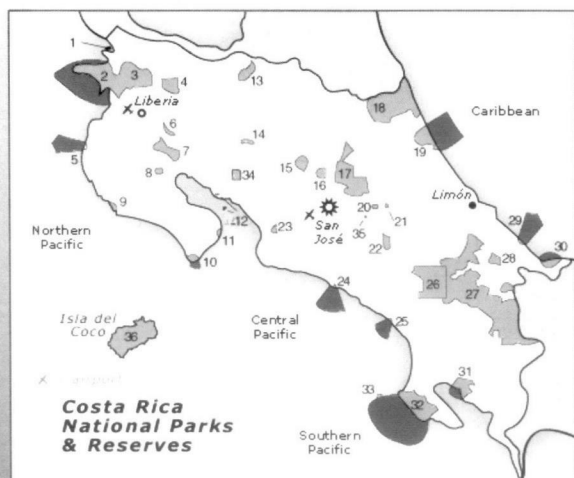 1
2
3
4
13
Liberia
18
Caribbean
6
14
19
5
7
15
8
34
16
17
9
12
20
21
Limón
Northern
Pacific
11
23
San
José
35
22
29
10
28
30
24
26
27
Isla del
Coco
36
Central
Pacific
25
31
33
32
Costa Rica
National Parks
& Reserves
Southern
Pacific